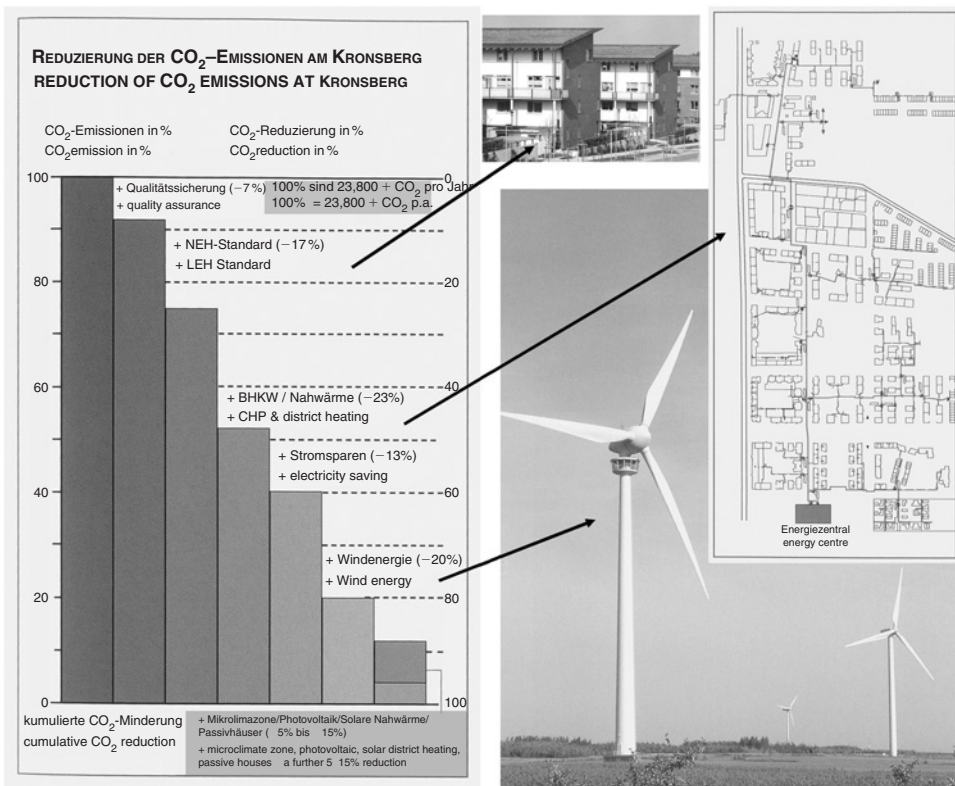 REDUZIERUNG DER CO₂–EMISSIONEN AM KRONSBERG
REDUCTION OF CO₂ EMISSIONS AT KRONSBERG
CO₂-Emissionen in %
CO₂emission in %
CO₂-Reduzierung in %
CO₂reduction in %
100
80
60
40
20
0
+ Qualitätssicherung (−7%)
+ quality assurance
100% sind 23,800 + CO₂ pro Jahr
100% = 23,800 + CO₂ p.a.
+ NEH-Standard (−17%)
+ LEH Standard
+ BHKW / Nahwärme (−23%)
+ CHP & district heating
+ Stromsparen (−13%)
+ electricity saving
+ Windenergie (−20%)
+ Wind energy
0
20
40
60
80
100
kumulierte CO₂-Minderung
cumulative CO₂ reduction
+ Mikrolimazone/Photovoltaik/Solare Nahwärme/
Passivhäuser ( 5% bis 15%)
+ microclimate zone, photovoltaic, solar district heating,
passive houses a further 5 15% reduction
Energiezentral
energy centre